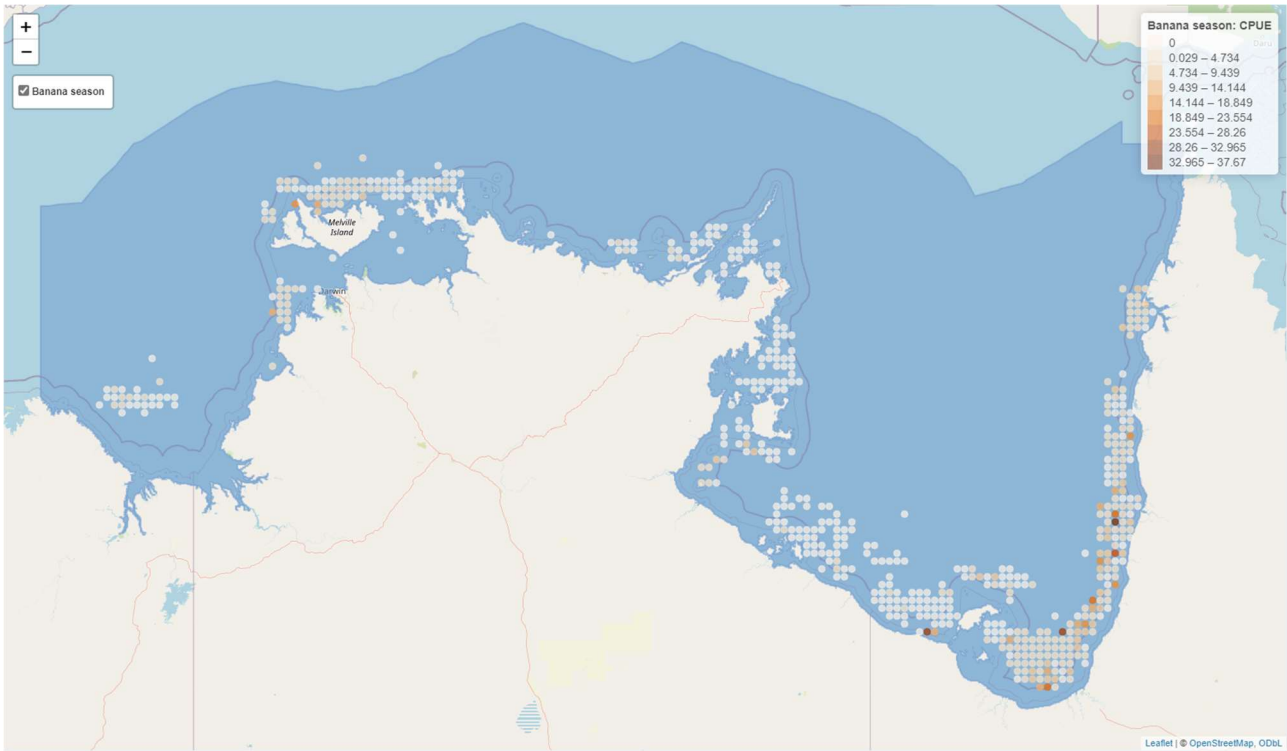 +
−
Banana season
Banana season: CPUE
0
0.029 – 4.734
4.734 – 9.439
9.439 – 14.144
14.144 – 18.849
18.849 – 23.554
23.554 – 28.26
28.26 – 32.965
32.965 – 37.67
Daru
Melville
Island
Darwin
Leaflet | © OpenStreetMap, ODbL